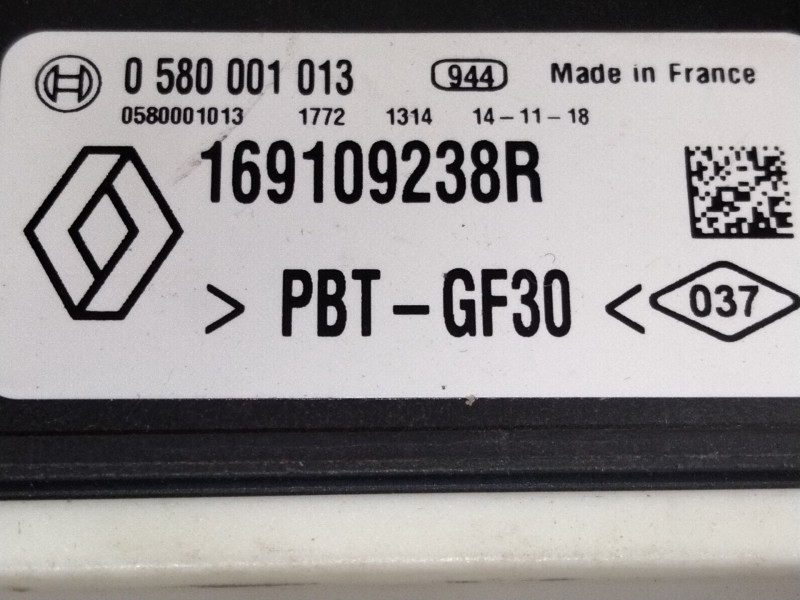 0 580 001 013 944 Made in France
0580001013 1772 1314 14-11-18
169109238R
> PBT-GF30 < 037